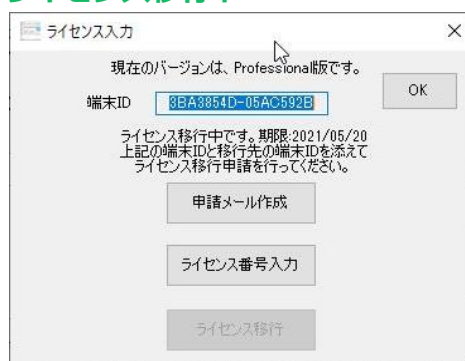 ライセンス移行中
ライセンス入力
現在のバージョンは、Professional版です。
OK
端末ID
3BA3854D-05AC592B
ライセンス移行中です。期限:2021/05/20
上記の端末IDと移行先の端末IDを添えて
ライセンス移行申請を行ってください。
申請メール作成
ライセンス番号入力
ライセンス移行